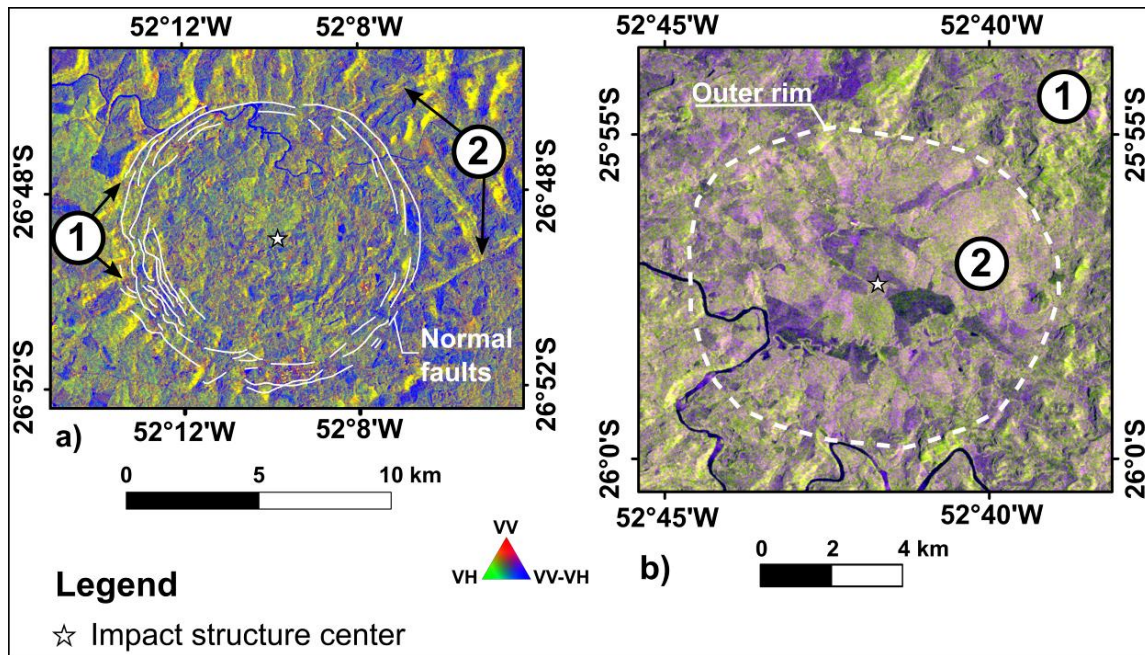 52°12'W 52°8'W
26°48'S
26°52'S
1
2
Normal
faults
26°48'S
26°52'S
52°12'W 52°8'W
a)
0 5 10 km
52°45'W 52°40'W
Outer rim
25°55'S
26°0'S
1
2
25°55'S
26°0'S
52°45'W 52°40'W
b)
0 2 4 km
VV
VH VV-VH
Legend
Impact structure center